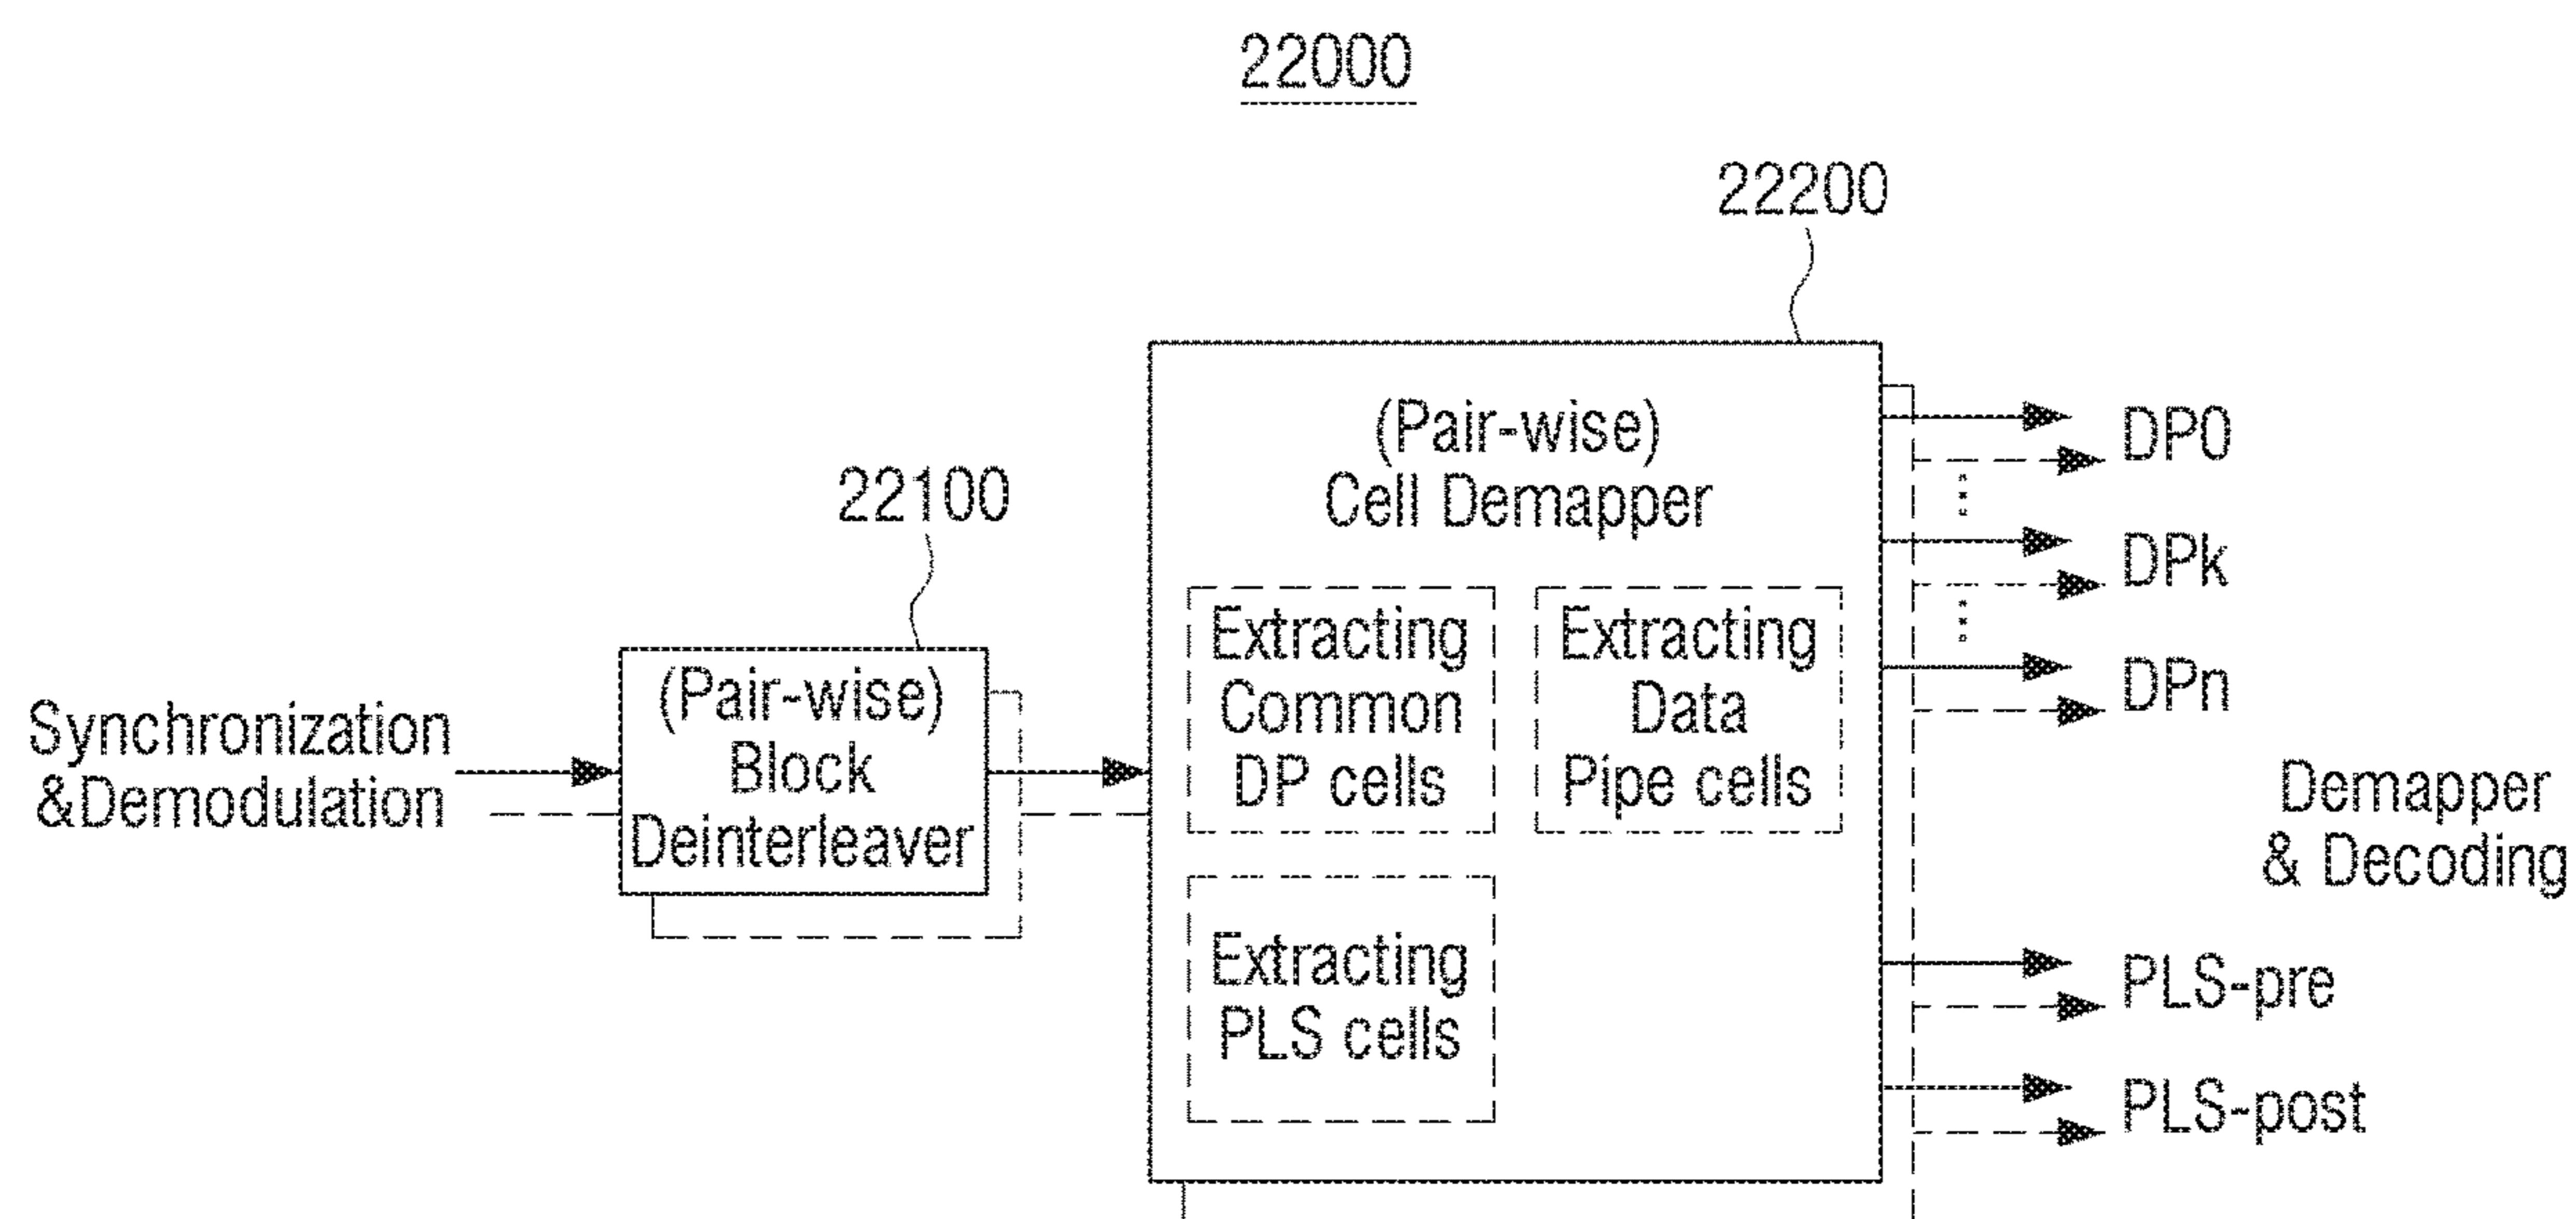 22000
22200
22100
(Pair-wise)
Cell Demapper
Extracting
Common
DP cells
Extracting
Data
Pipe cells
Extracting
PLS cells
(Pair-wise)
Block
Deinterleaver
Synchronization
&Demodulation
DP0
DPk
DPn
Demapper
& Decoding
PLS-pre
PLS-post